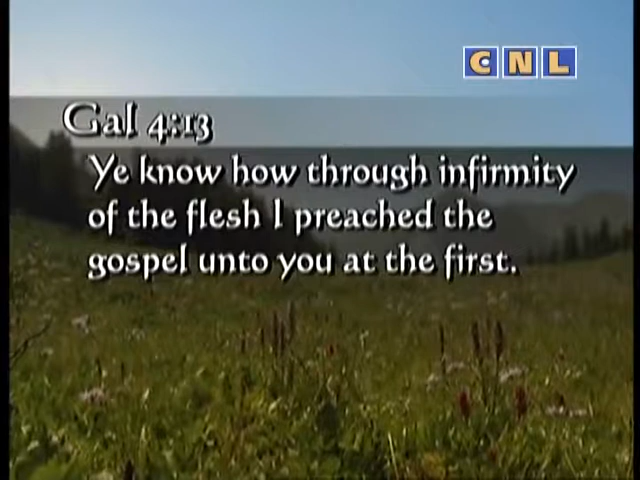 CNL
Gal 4:13
Ye know how through infirmity
of the flesh I preached the
gospel unto you at the first.